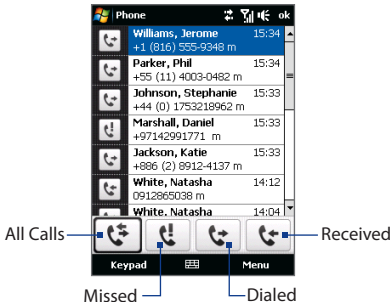 Phone
ok
Williams, Jerome 15:34
+1 (816) 555-9348 m
Parker, Phil 15:34
+55 (11) 4003-0482 m
Johnson, Stephanie 15:33
+44 (0) 1753218962 m
Marshall, Daniel 15:33
+97142991771 m
Jackson, Katie 15:33
+886 (2) 8912-4137 m
White, Natasha 14:12
0912865038 m
White, Natasha 14:04
All Calls
Received
Keypad Menu
Missed Dialed